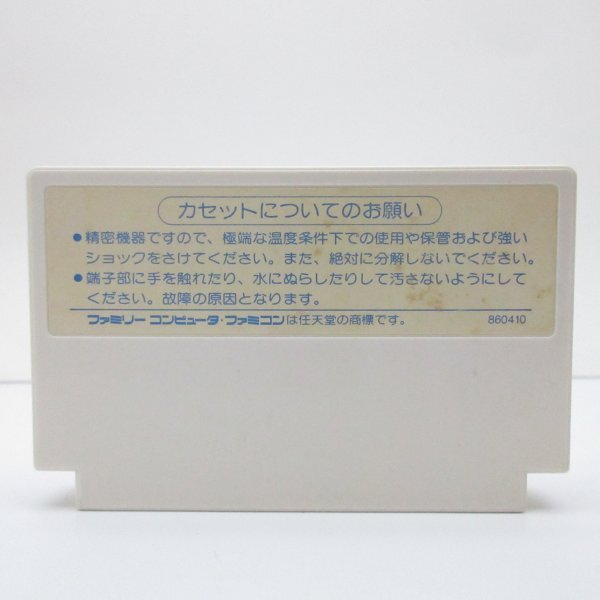 カセットについてのお願い
●精密機器ですので、極端な温度条件下での使用や保管および強い
ショックをさけてください。また、絶対に分解しないでください。
●端子部に手を触れたり、水にぬらしたりして汚さないようにして
ください。故障の原因となります。
ファミリー コンピュータ・ファミコンは任天堂の商標です。 860410